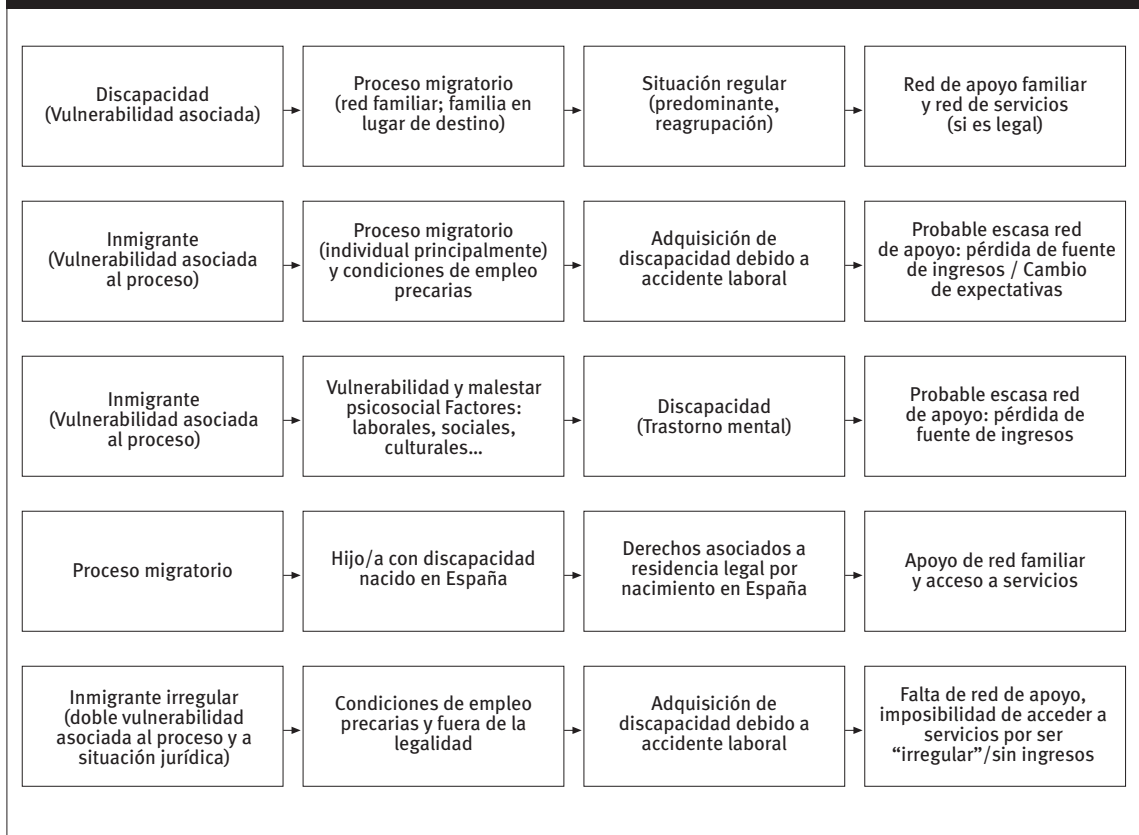 Discapacidad
(Vulnerabilidad asociada)
Proceso migratorio
(red familiar; familia en
lugar de destino)
Situación regular
(predominante,
reagrupación)
Red de apoyo familiar
y red de servicios
(si es legal)
Inmigrante
(Vulnerabilidad asociada
al proceso)
Proceso migratorio
(individual principalmente)
y condiciones de empleo
precarias
Adquisición de
discapacidad debido a
accidente laboral
Probable escasa red
de apoyo: pérdida de fuente
de ingresos / Cambio
de expectativas
Inmigrante
(Vulnerabilidad asociada
al proceso)
Vulnerabilidad y malestar
psicosocial Factores:
laborales, sociales,
culturales...
Discapacidad
(Trastorno mental)
Probable escasa red
de apoyo: pérdida de
fuente de ingresos
Proceso migratorio
Hijo/a con discapacidad
nacido en España
Derechos asociados a
residencia legal por
nacimiento en España
Apoyo de red familiar
y acceso a servicios
Inmigrante irregular
(doble vulnerabilidad
asociada al proceso y a
situación jurídica)
Condiciones de empleo
precarias y fuera de la
legalidad
Adquisición de
discapacidad debido a
accidente laboral
Falta de red de apoyo,
imposibilidad de acceder a
servicios por ser
“irregular”/sin ingresos